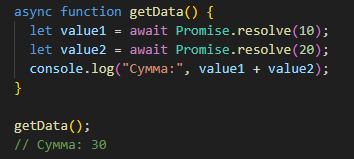 async function getData() {
  let value1 = await Promise.resolve(10);
  let value2 = await Promise.resolve(20);
  console.log("Сумма:", value1 + value2);
}

getData();
// Сумма: 30